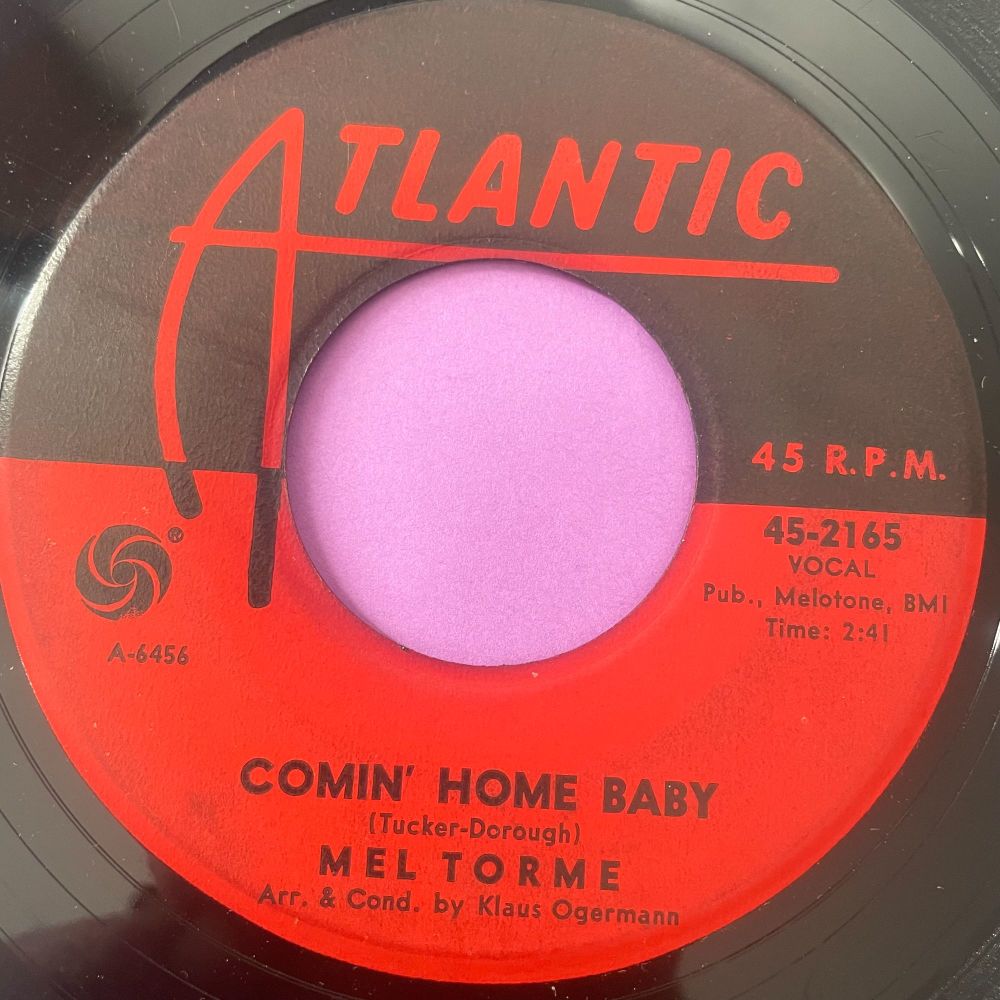 ATLANTIC
45 R.P.M.
45-2165
VOCAL
Pub., Melotone, BMI
Time: 2:41
®
A-6456
COMIN' HOME BABY
(Tucker-Dorough)
MEL TORME
Arr. & Cond. by Klaus Ogermann